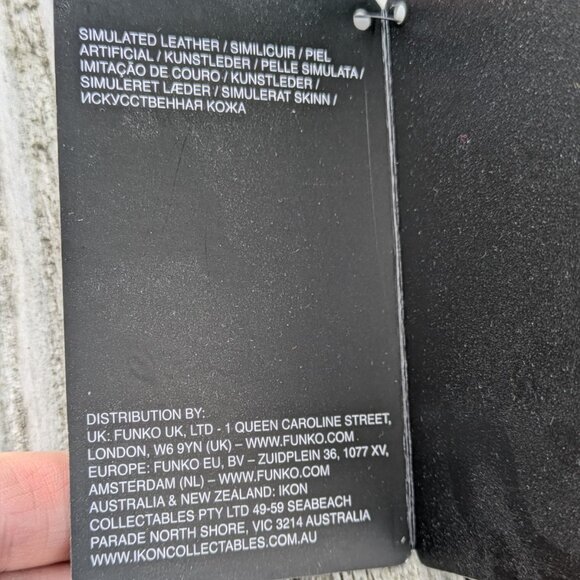 SIMULATED LEATHER / SIMILICUIR / PIEL
ARTIFICIAL / KUNSTLEDER / PELLE SIMULATA /
IMITAÇÃO DE COURO / KUNSTLEDER /
SIMULERET LÆDER / SIMULERAT SKINN /
ИСКУССТВЕННАЯ КОЖА
DISTRIBUTION BY:
UK: FUNKO UK, LTD - 1 QUEEN CAROLINE STREET,
LONDON, W6 9YN (UK) – WWW.FUNKO.COM
EUROPE: FUNKO EU, BV – ZUIDPLEIN 36, 1077 XV,
AMSTERDAM (NL) – WWW.FUNKO.COM
AUSTRALIA & NEW ZEALAND: IKON
COLLECTABLES PTY LTD 49-59 SEABEACH
PARADE NORTH SHORE, VIC 3214 AUSTRALIA
WWW.IKONCOLLECTABLES.COM.AU